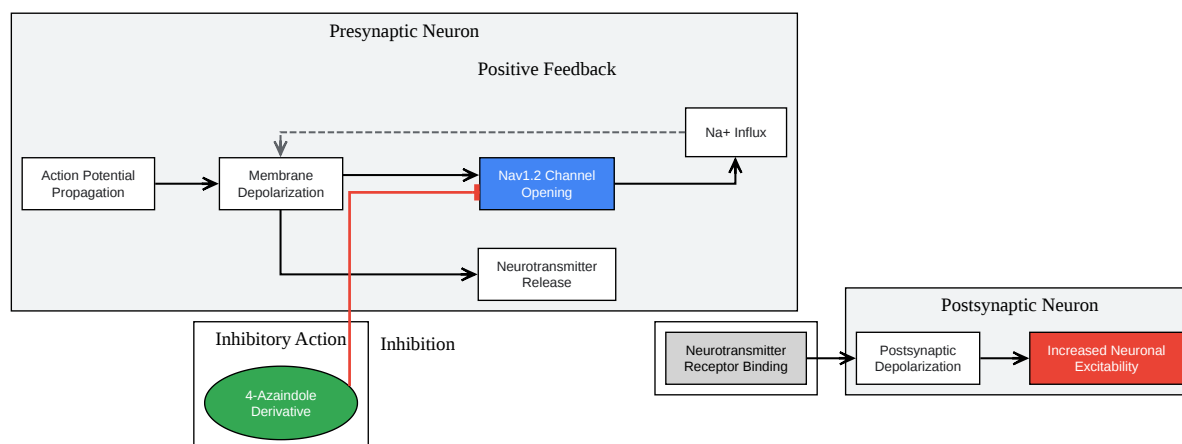 Presynaptic Neuron
Positive Feedback
Na+ Influx
Action Potential
Propagation
Membrane
Depolarization
Nav1.2 Channel
Opening
Neurotransmitter
Release
Inhibitory Action
Inhibition
4-Azaindole
Derivative
Neurotransmitter
Receptor Binding
Postsynaptic Neuron
Postsynaptic
Depolarization
Increased Neuronal
Excitability